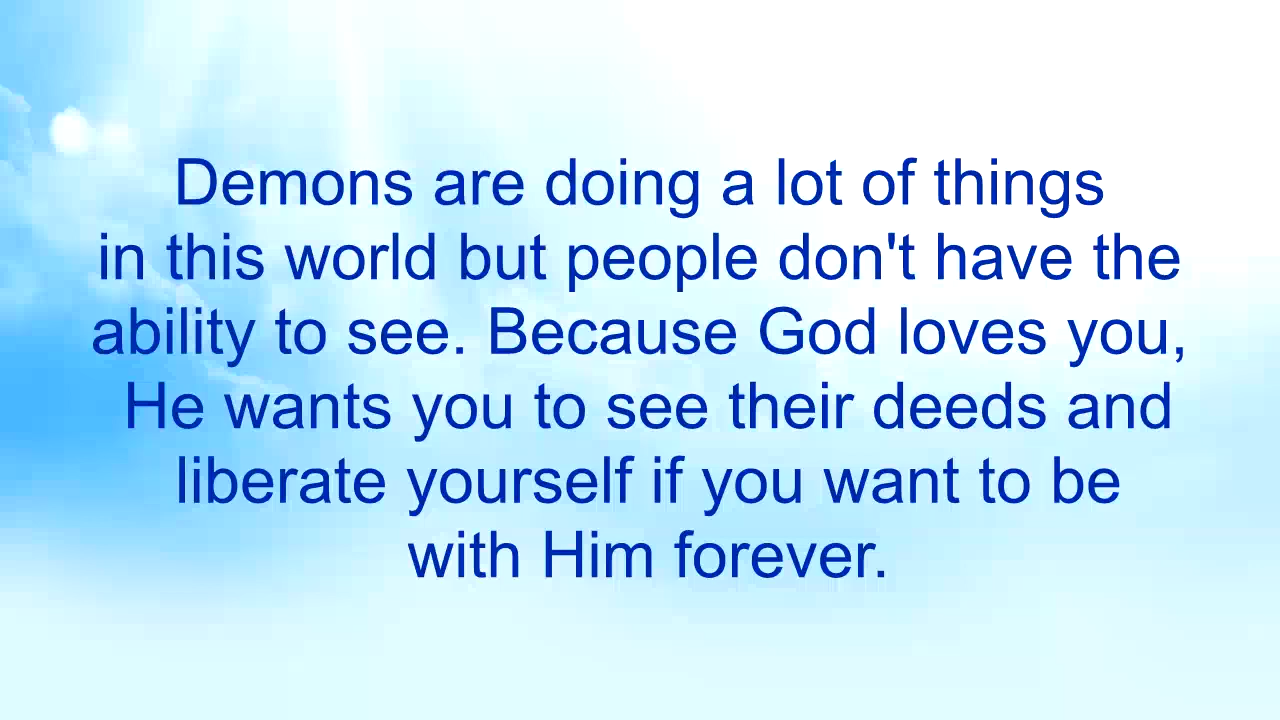 Demons are doing a lot of things
in this world but people don't have the
ability to see. Because God loves you,
He wants you to see their deeds and
liberate yourself if you want to be
with Him forever.